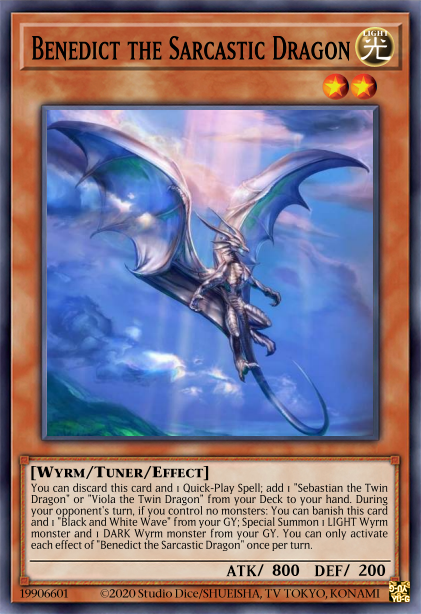 BENEDICT THE SARCASTIC DRAGON
LIGHT
光
[WYRM/TUNER/EFFECT]
You can discard this card and 1 Quick-Play Spell; add 1 "Sebastian the Twin
Dragon" or "Viola the Twin Dragon" from your Deck to your hand. During
your opponent's turn, if you control no monsters: You can banish this card
and 1 "Black and White Wave" from your GY; Special Summon 1 LIGHT Wyrm
monster and 1 DARK Wyrm monster from your GY. You can only activate
each effect of "Benedict the Sarcastic Dragon" once per turn.
ATK/ 800 DEF/ 200
19906601 ©2020 Studio Dice/SHUEISHA, TV TOKYO, KONAMI